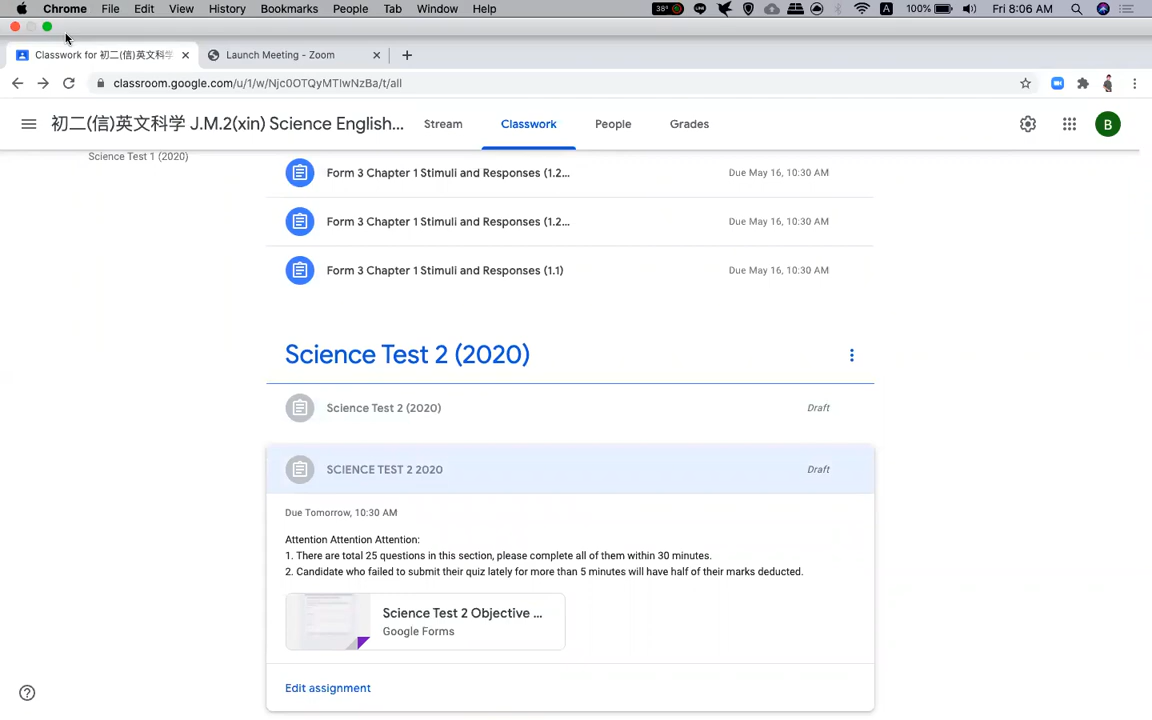 Chrome File Edit View History Bookmarks People Tab Window Help 38° A 100% Fri 8:06 AM
Classwork for 初二(信)英文科学 Launch Meeting - Zoom
classroom.google.com/u/1/w/Njc0OTQyMTIwNzBa/t/all
初二(信)英文科学 J.M.2(xin) Science English... Stream Classwork People Grades B
Science Test 1 (2020)
Form 3 Chapter 1 Stimuli and Responses (1.2... Due May 16, 10:30 AM
Form 3 Chapter 1 Stimuli and Responses (1.2... Due May 16, 10:30 AM
Form 3 Chapter 1 Stimuli and Responses (1.1) Due May 16, 10:30 AM
Science Test 2 (2020)
Science Test 2 (2020) Draft
SCIENCE TEST 2 2020 Draft
Due Tomorrow, 10:30 AM
Attention Attention Attention:
1. There are total 25 questions in this section, please complete all of them within 30 minutes.
2. Candidate who failed to submit their quiz lately for more than 5 minutes will have half of their marks deducted.
Science Test 2 Objective ...
Google Forms
Edit assignment